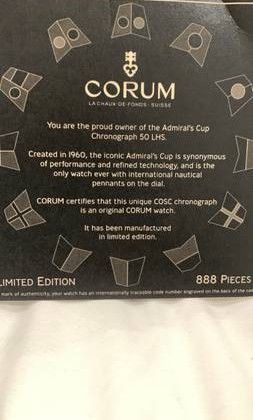 CORUM
LA CHAUX-DE-FONDS · SUISSE
You are the proud owner of the Admiral's Cup
Chronograph 50 LHS.
Created in 1960, the iconic Admiral's Cup is synonymous
of performance and refined technology, and is the
only watch ever with international nautical
pennants on the dial.
CORUM certifies that this unique COSC chronograph
is an original CORUM watch.
It has been manufactured
in limited edition.
LIMITED EDITION
888 PIECES
mark of authenticity, your watch has an internationally traceable code number engraved on the back of the